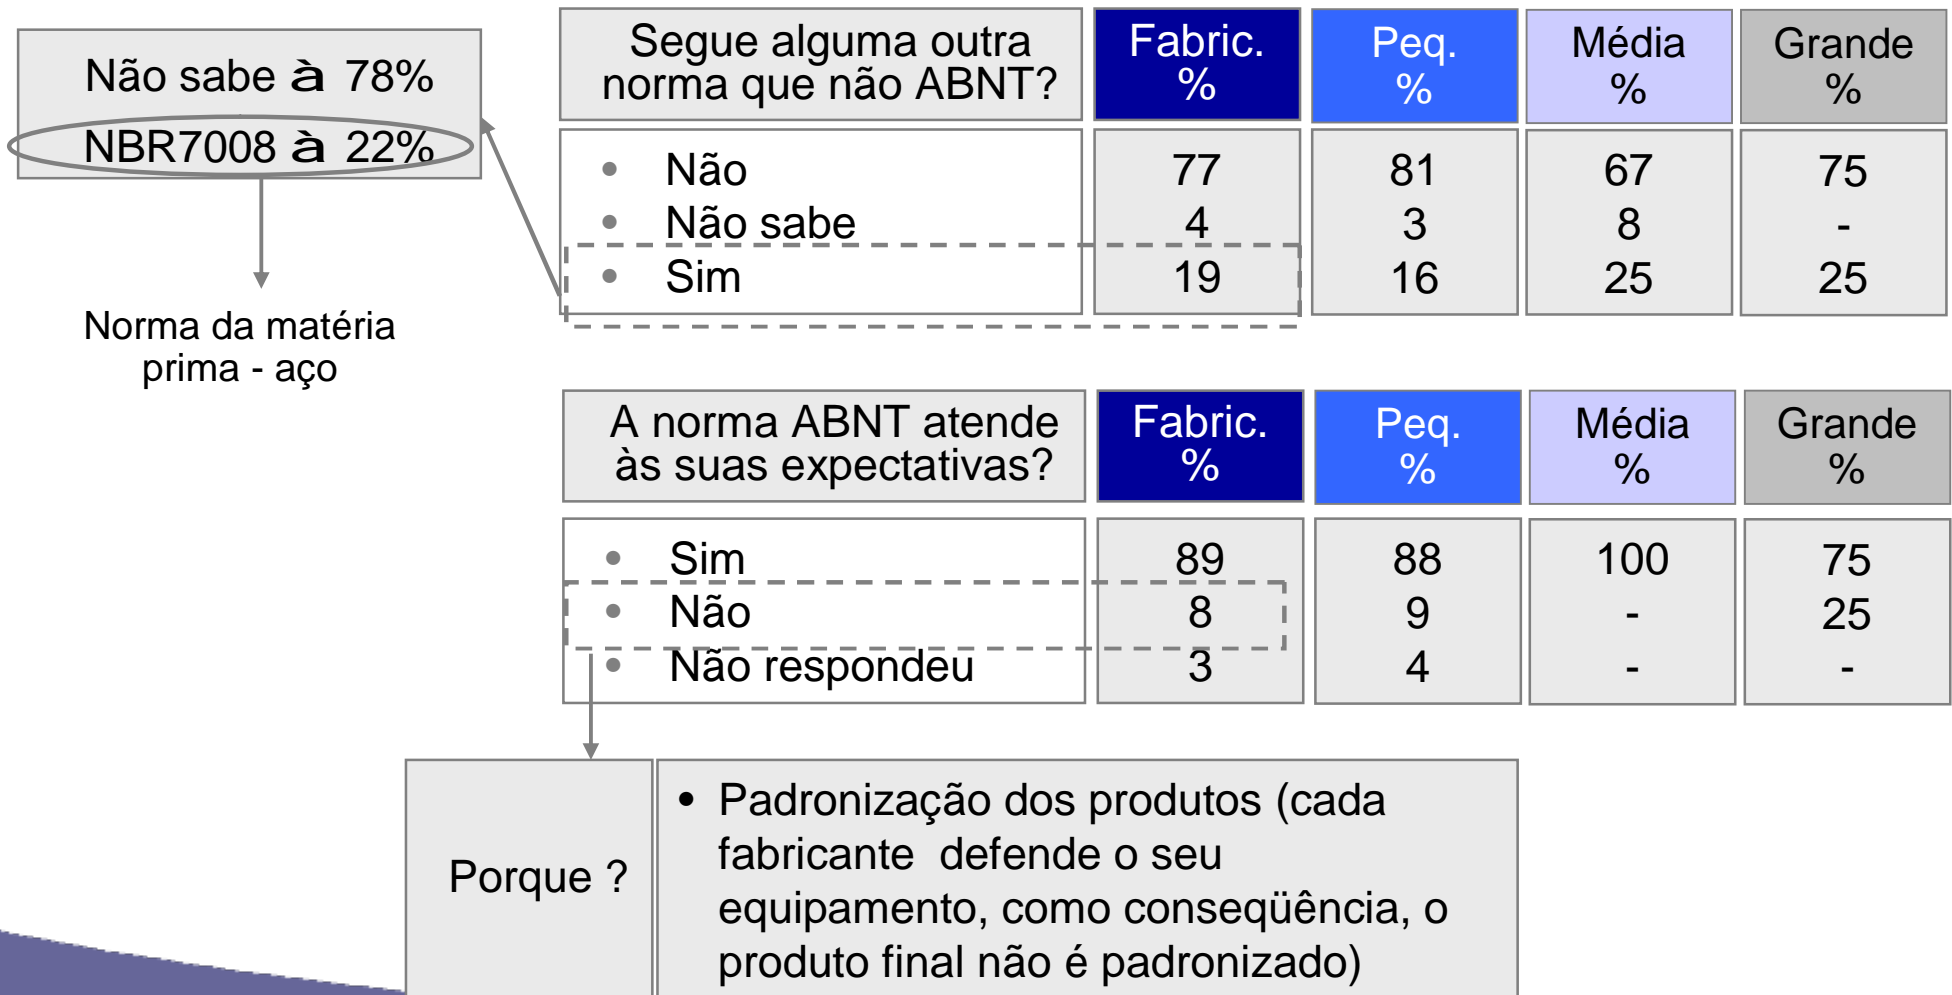 Não sabe à 78%
NBR7008 à 22%
Norma da matéria
prima - aço
Segue alguma outra
norma que não ABNT?
Fabric.
%
Peq.
%
Média
%
Grande
%
• Não 77 81 67 75
• Não sabe 4 3 8 -
• Sim 19 16 25 25
A norma ABNT atende
às suas expectativas?
Fabric.
%
Peq.
%
Média
%
Grande
%
• Sim 89 88 100 75
• Não 8 9 - 25
• Não respondeu 3 4 - -
Porque ?
• Padronização dos produtos (cada
fabricante defende o seu
equipamento, como conseqüência, o
produto final não é padronizado)